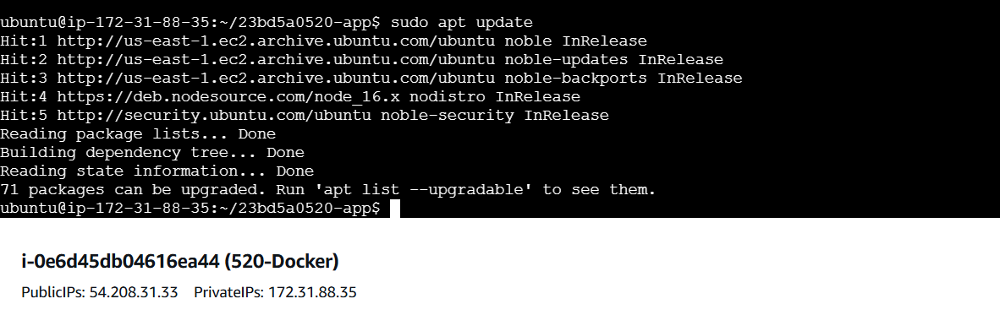 ubuntu@ip-172-31-88-35:~/23bd5a0520-app$ sudo apt update
Hit:1 http://us-east-1.ec2.archive.ubuntu.com/ubuntu noble InRelease
Hit:2 http://us-east-1.ec2.archive.ubuntu.com/ubuntu noble-updates InRelease
Hit:3 http://us-east-1.ec2.archive.ubuntu.com/ubuntu noble-backports InRelease
Hit:4 https://deb.nodesource.com/node_16.x nodistro InRelease
Hit:5 http://security.ubuntu.com/ubuntu noble-security InRelease
Reading package lists... Done
Building dependency tree... Done
Reading state information... Done
71 packages can be upgraded. Run 'apt list --upgradable' to see them.
ubuntu@ip-172-31-88-35:~/23bd5a0520-app$
i-0e6d45db04616ea44 (520-Docker)
PublicIPs: 54.208.31.33 PrivateIPs: 172.31.88.35